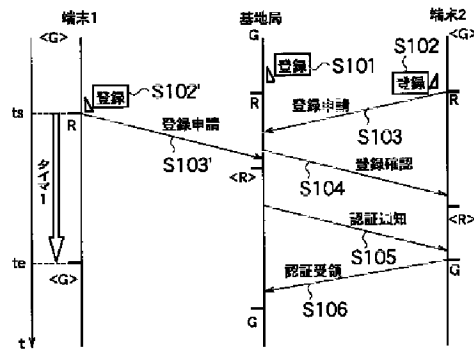 端末1
基地局
端末2
<G>
G
<G>
登録
S102'
登録
S101
S102
登録
ts
R
R
R
登録申請
S103'
登録申請
S103
タイマー
<R>
S104
登録確認
<R>
認証通知
S105
te
<G>
G
認証受領
S106
G
t